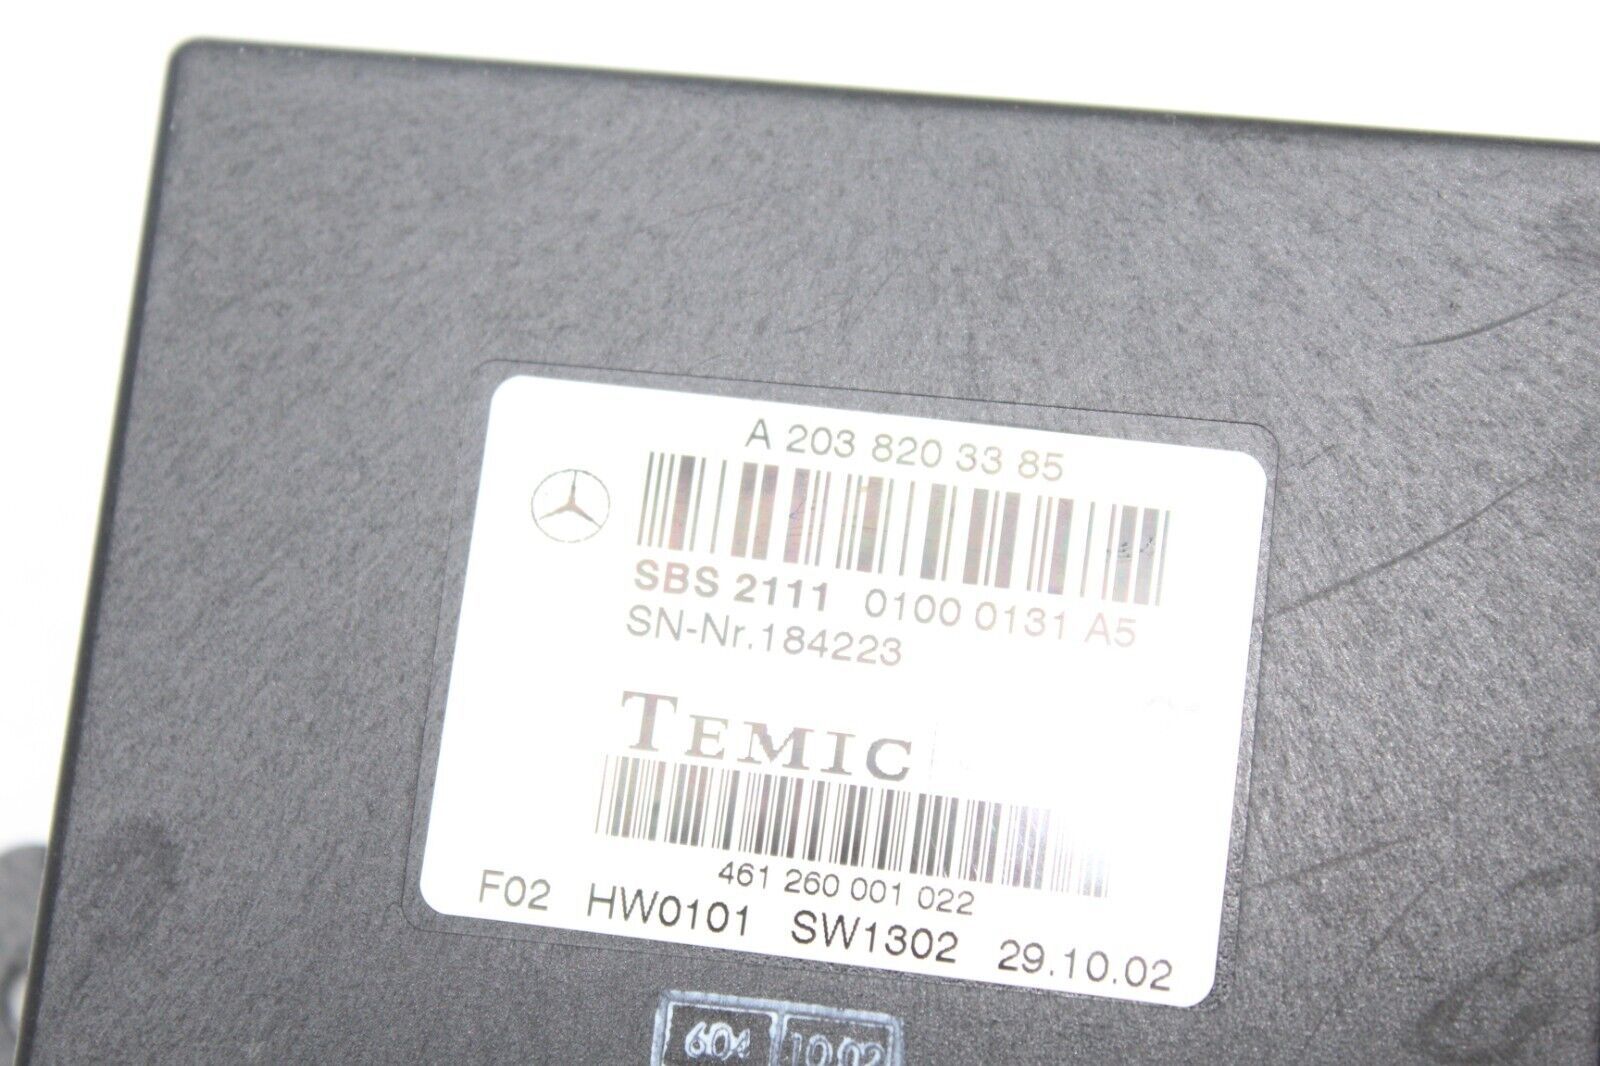 A 203 820 33 85
SBS 2111 0100 0131 A5
SN-Nr.184223
TEMIC
461 260 001 022
F02 HW0101 SW1302 29.10.02
604 10.02